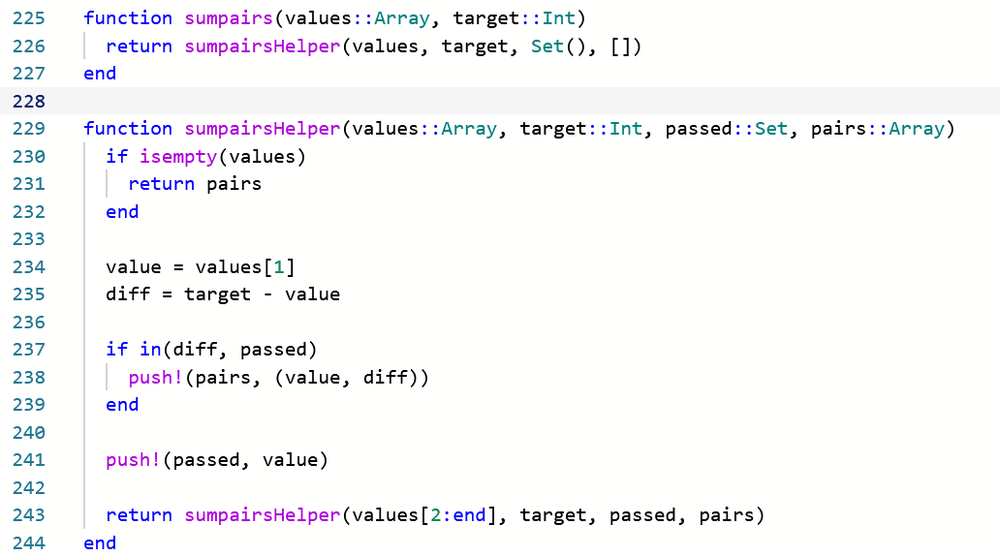 225 function sumpairs(values::Array, target::Int)
226   return sumpairsHelper(values, target, Set(), [])
227 end
228
229 function sumpairsHelper(values::Array, target::Int, passed::Set, pairs::Array)
230   if isempty(values)
231     return pairs
232   end
233
234   value = values[1]
235   diff = target - value
236
237   if in(diff, passed)
238     push!(pairs, (value, diff))
239   end
240
241   push!(passed, value)
242
243   return sumpairsHelper(values[2:end], target, passed, pairs)
244 end